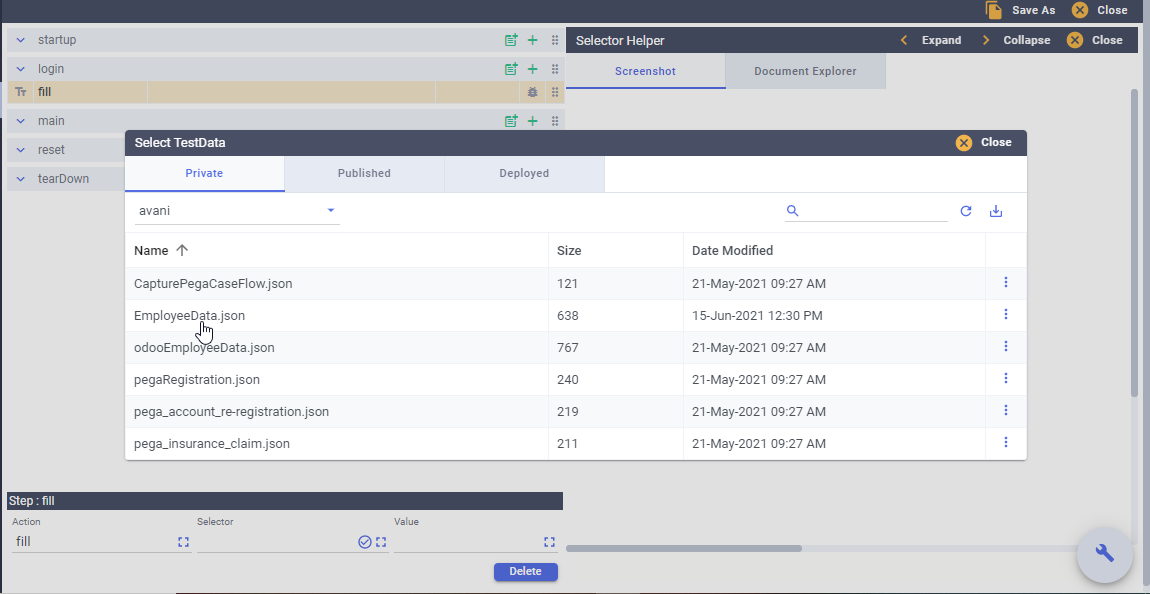 Save As Close
startup
Selector Helper Expand Collapse Close
login
Screenshot Document Explorer
Tт fill
main
Select TestData Close
reset
Private Published Deployed
tearDown
avani
Name Size Date Modified
CapturePegaCaseFlow.json 121 21-May-2021 09:27 AM
EmployeeData.json 638 15-Jun-2021 12:30 PM
odooEmployeeData.json 767 21-May-2021 09:27 AM
pegaRegistration.json 240 21-May-2021 09:27 AM
pega_account_re-registration.json 219 21-May-2021 09:27 AM
pega_insurance_claim.json 211 21-May-2021 09:27 AM
Step : fill
Action Selector Value
fill
Delete